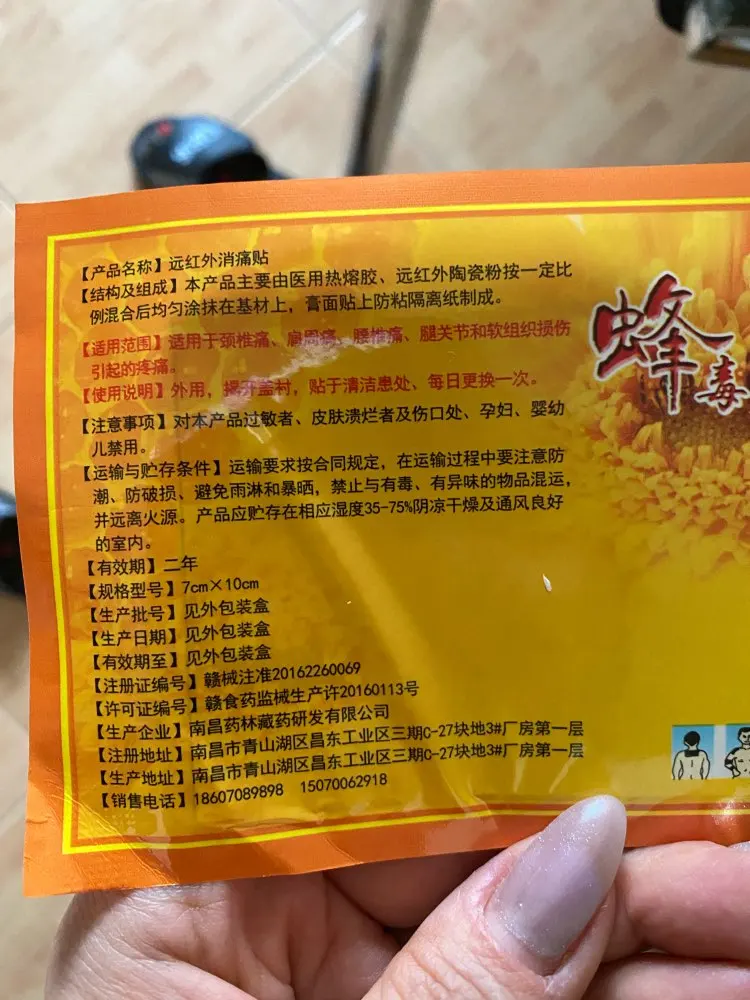 【产品名称】远红外消痛贴
【结构及组成】本产品主要由医用热熔胶、远红外陶瓷粉按一定比
例混合后均匀涂抹在基材上，膏面贴上防粘隔离纸制成。
【适用范围】适用于颈椎痛、肩周痛、腰椎痛、腿关节和软组织损伤
引起的疼痛。
【使用说明】外用，揭开盖衬，贴于清洁患处、每日更换一次。
【注意事项】对本产品过敏者、皮肤溃烂者及伤口处、孕妇、婴幼
儿禁用。
【运输与贮存条件】运输要求按合同规定，在运输过程中要注意防
潮、防破损、避免雨淋和暴晒，禁止与有毒、有异味的物品混运，
并远离火源。产品应贮存在相应湿度35-75%阴凉干燥及通风良好
的室内。
【有效期】二年
【规格型号】7cm×10cm
【生产批号】见外包装盒
【生产日期】见外包装盒
【有效期至】见外包装盒
【注册证编号】赣械注准20162260069
【许可证编号】赣食药监械生产许20160113号
【生产企业】南昌药林藏药研发有限公司
【注册地址】南昌市青山湖区昌东工业区三期C-27块地3#厂房第一层
【生产地址】南昌市青山湖区昌东工业区三期C-27块地3#厂房第一层
【销售电话】18607089898 15070062918
蜂毒